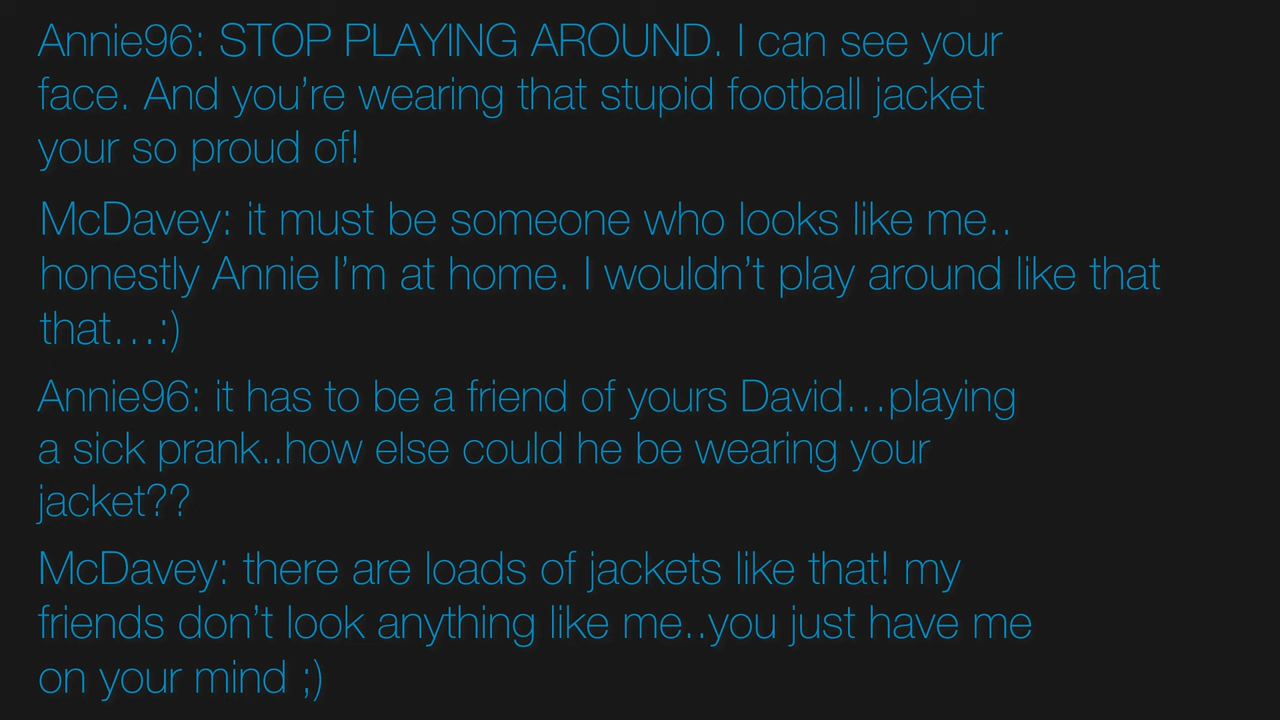 Annie96: STOP PLAYING AROUND. I can see your
face. And you’re wearing that stupid football jacket
your so proud of!
McDavey: it must be someone who looks like me..
honestly Annie I’m at home. I wouldn’t play around like that
that…:)
Annie96: it has to be a friend of yours David…playing
a sick prank..how else could he be wearing your
jacket??
McDavey: there are loads of jackets like that! my
friends don’t look anything like me..you just have me
on your mind ;)